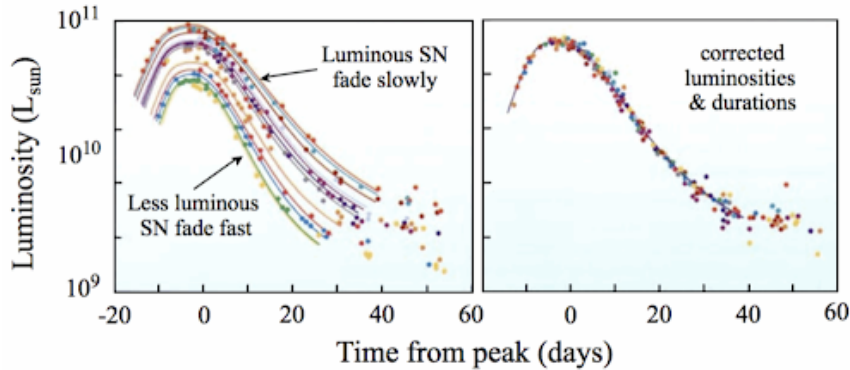 10¹¹
10¹⁰
10⁹
Luminosity (L_sun)
Luminous SN
fade slowly
Less luminous
SN fade fast
corrected
luminosities
& durations
-20 0 20 40 60 0 20 40 60
Time from peak (days)